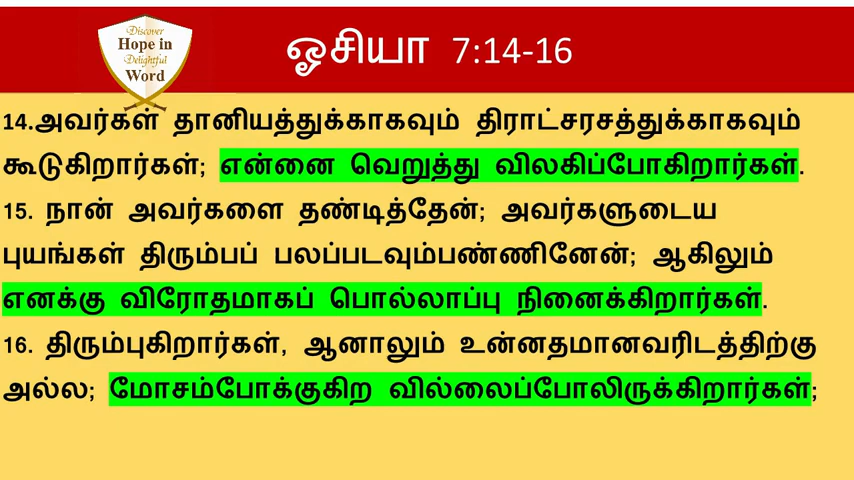 Discover
Hope in
Delightful
Word
ஓசியா 7:14-16
14.அவர்கள் தானியத்துக்காகவும் திராட்சரசத்துக்காகவும்
கூடுகிறார்கள்; என்னை வெறுத்து விலகிப்போகிறார்கள்.
15. நான் அவர்களை தண்டித்தேன்; அவர்களுடைய
புயங்கள் திரும்பப் பலப்படவும்பண்ணினேன்; ஆகிலும்
எனக்கு விரோதமாகப் பொல்லாப்பு நினைக்கிறார்கள்.
16. திரும்புகிறார்கள், ஆனாலும் உன்னதமானவரிடத்திற்கு
அல்ல; மோசம்போக்குகிற வில்லைப்போலிருக்கிறார்கள்;